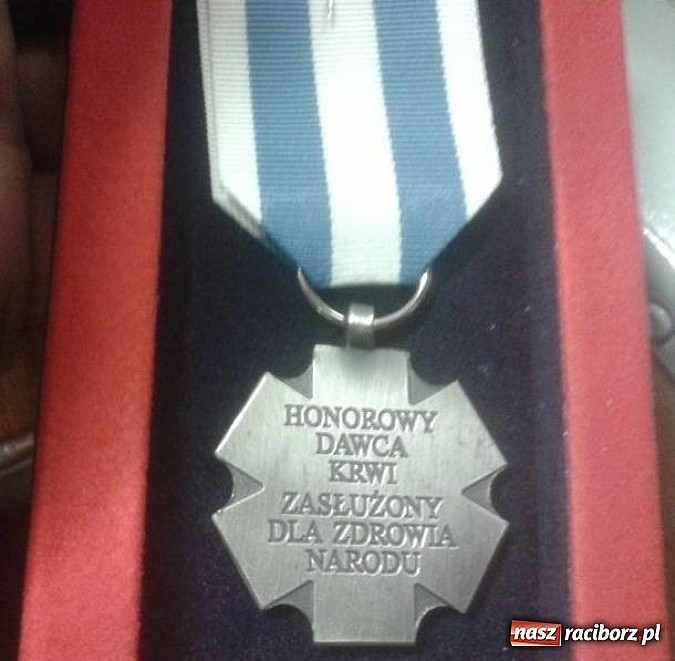 HONOROWY
DAWCA
KRWI
ZASŁUŻONY
DLA ZDROWIA
NARODU
nasz raciborz.pl